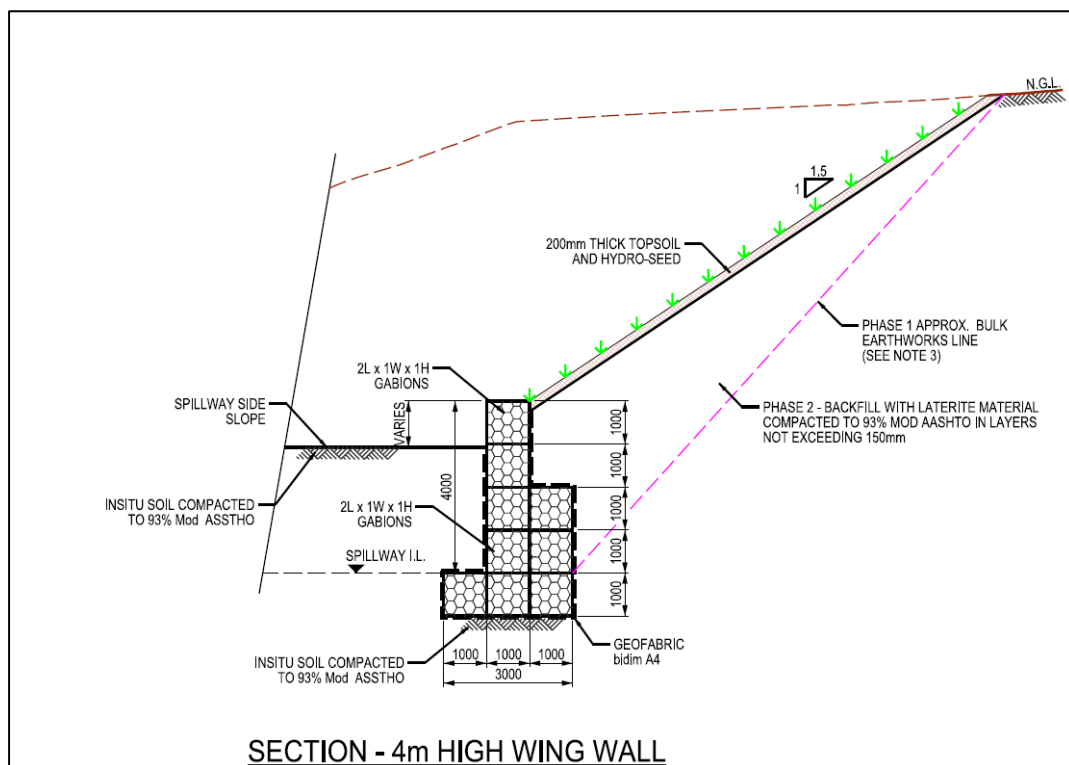 N.G.L.
1,5
1
200mm THICK TOPSOIL
AND HYDRO-SEED
PHASE 1 APPROX. BULK
EARTHWORKS LINE
(SEE NOTE 3)
2L x 1W x 1H
GABIONS
SPILLWAY SIDE
SLOPE
VARIES
1000
PHASE 2 - BACKFILL WITH LATERITE MATERIAL
COMPACTED TO 93% MOD AASHTO IN LAYERS
NOT EXCEEDING 150mm
4000
1000
INSITU SOIL COMPACTED
TO 93% Mod ASSTHO
2L x 1W x 1H
GABIONS
1000
SPILLWAY I.L.
1000
1000
GEOFABRIC
bidim A4
INSITU SOIL COMPACTED
TO 93% Mod ASSTHO
1000 1000 1000
3000
SECTION - 4m HIGH WING WALL